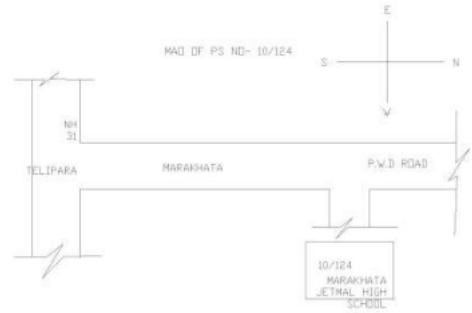 E
MAO OF PS NO- 10/124
S
N
W
NH
31
TELIPARA
MARAKHATA
P.W.D ROAD
10/124
MARAKHATA
JETMAL HIGH
SCHOOL